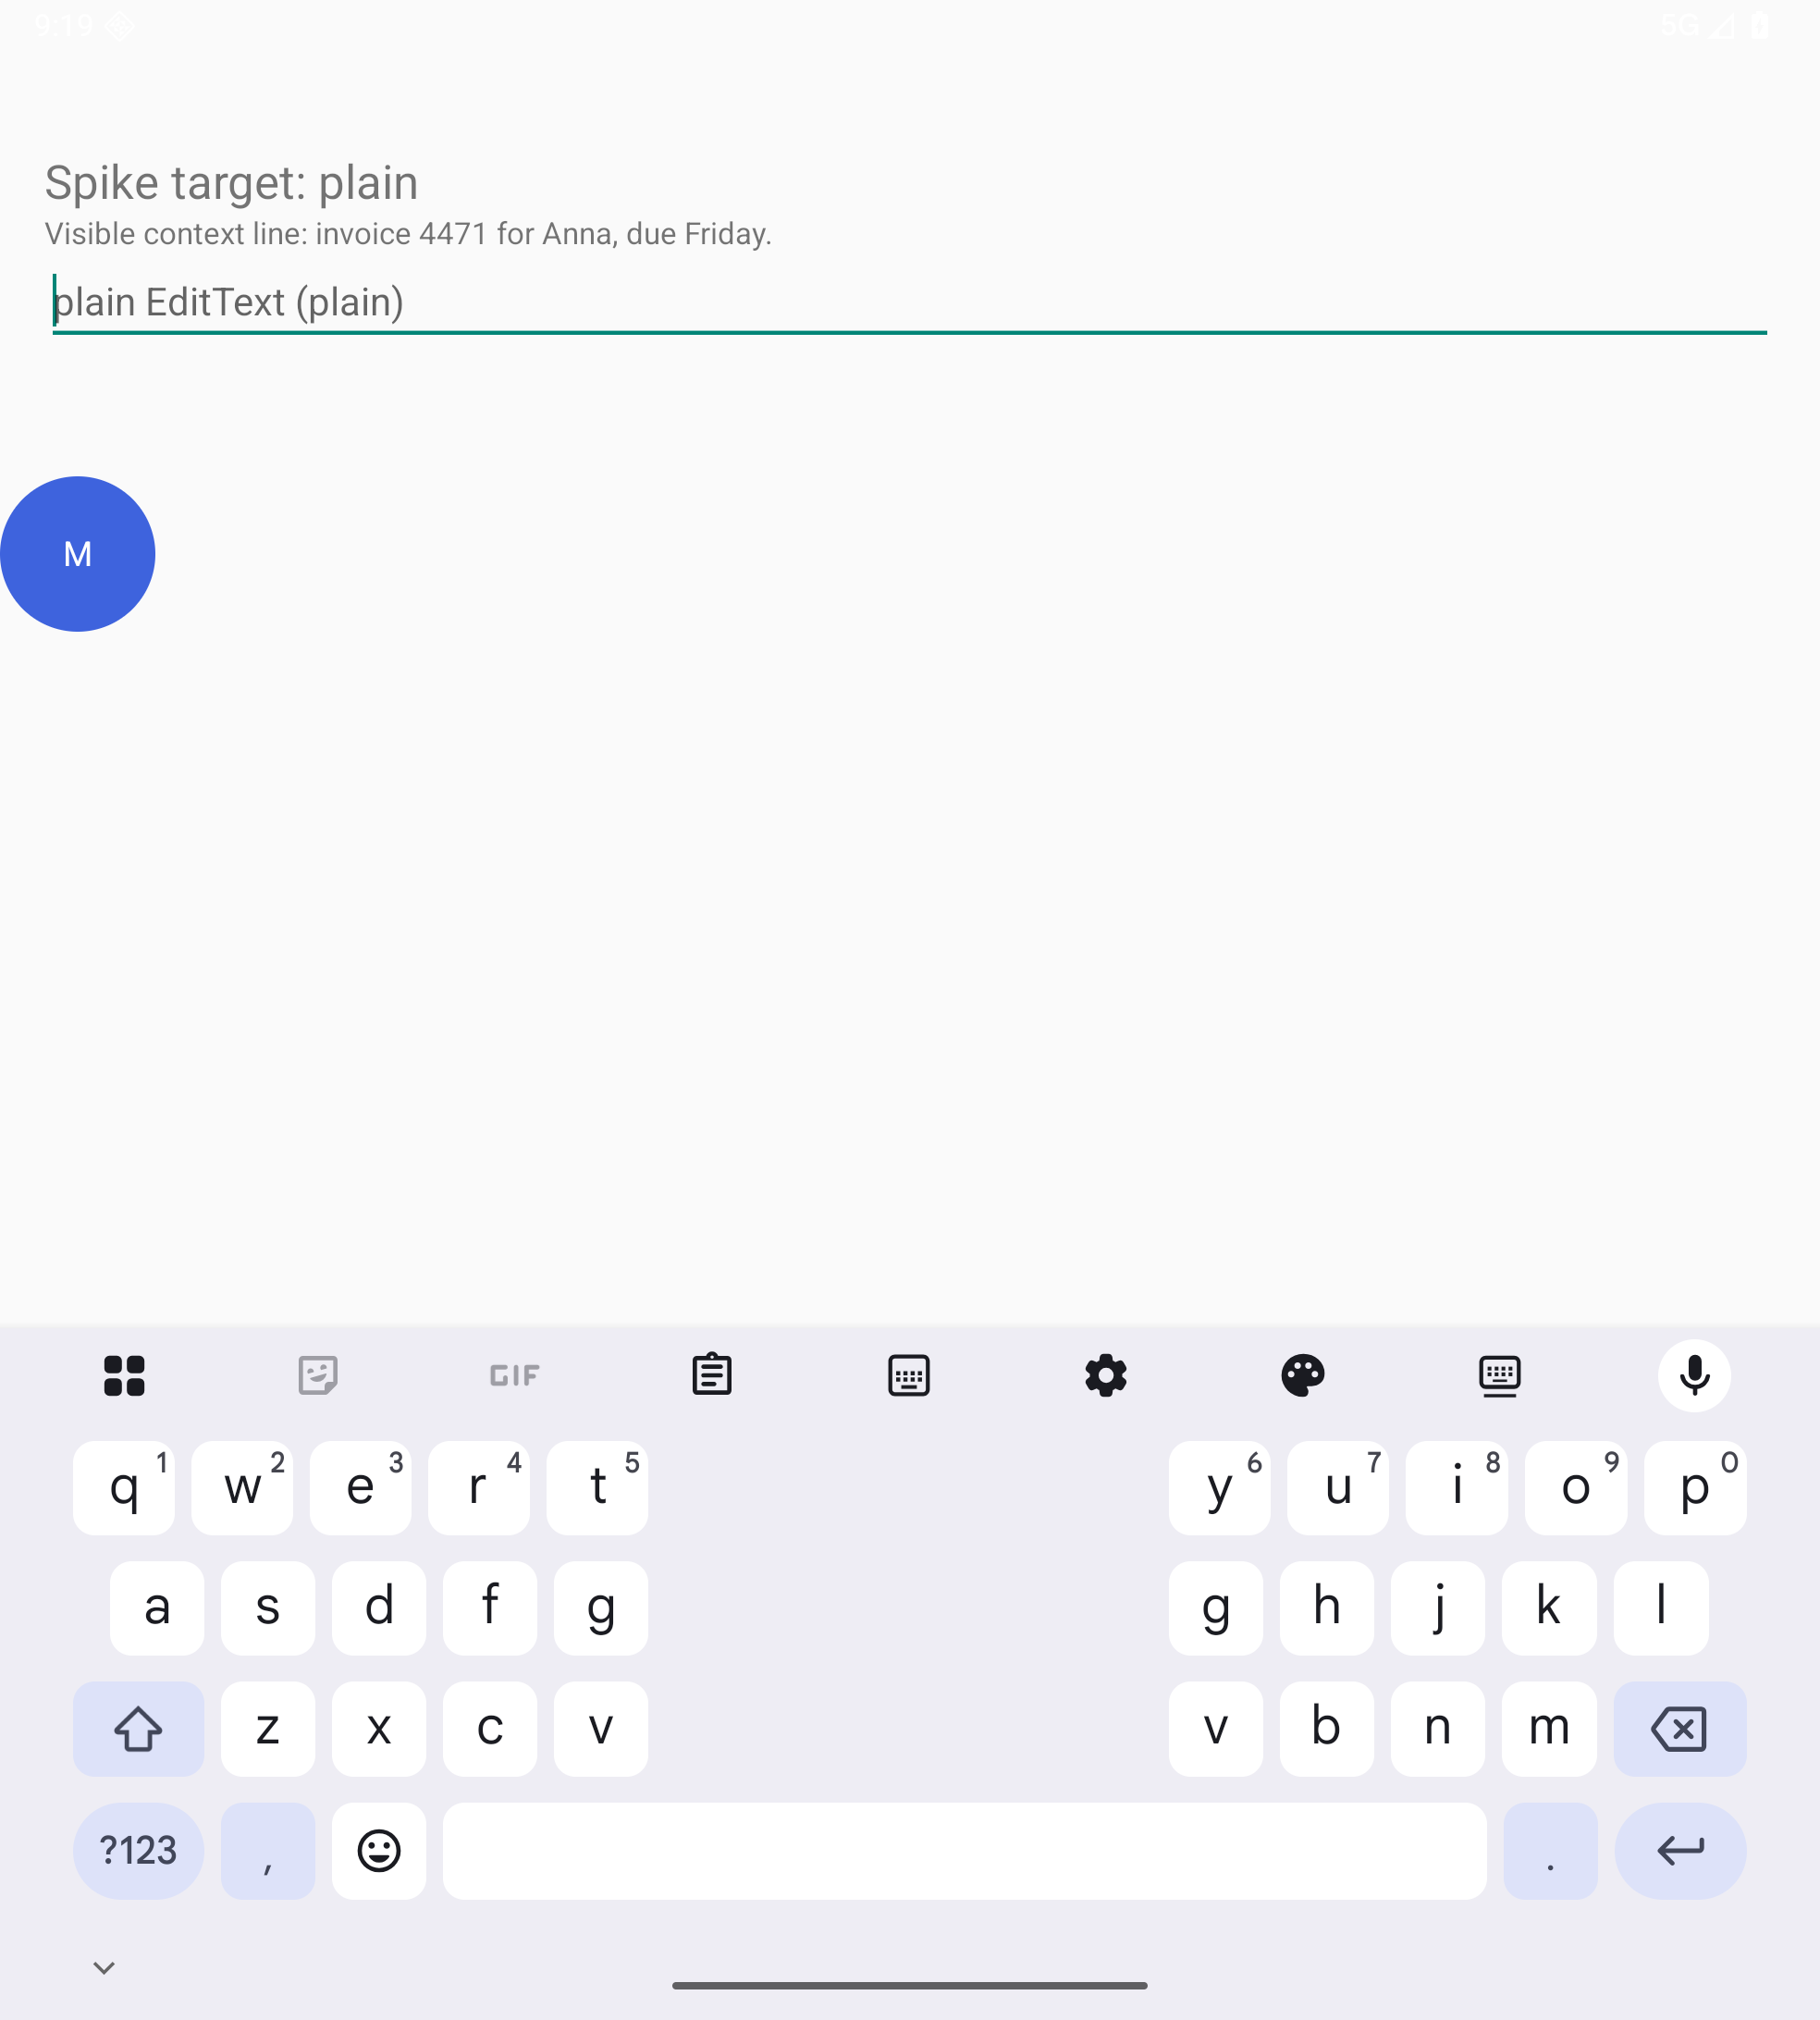 9:19 5G
Spike target: plain
Visible context line: invoice 4471 for Anna, due Friday.
plain EditText (plain)
M
GIF
q 1 w 2 e 3 r 4 t 5 y 6 u 7 i 8 o 9 p 0
a s d f g g h j k l
z x c v v b n m
?123 , .